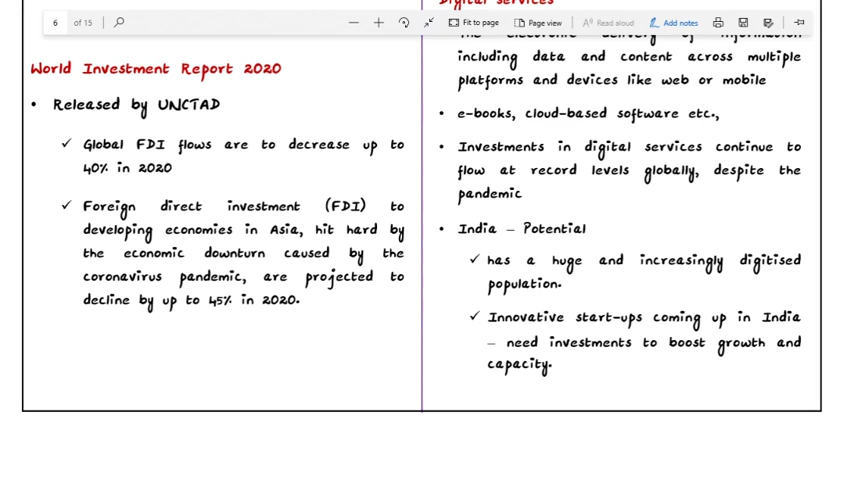 Digital services
6 of 15
Fit to page
Page view
Read aloud
Add notes
World Investment Report 2020
• Released by UNCTAD
✓ Global FDI flows are to decrease up to
40% in 2020
✓ Foreign direct investment (FDI) to
developing economies in Asia, hit hard by
the economic downturn caused by the
coronavirus pandemic, are projected to
decline by up to 45% in 2020.
The electronic delivery of information
including data and content across multiple
platforms and devices like web or mobile
• e-books, cloud-based software etc.,
• Investments in digital services continue to
flow at record levels globally, despite the
pandemic
• India – Potential
✓ has a huge and increasingly digitised
population.
✓ Innovative start-ups coming up in India
– need investments to boost growth and
capacity.